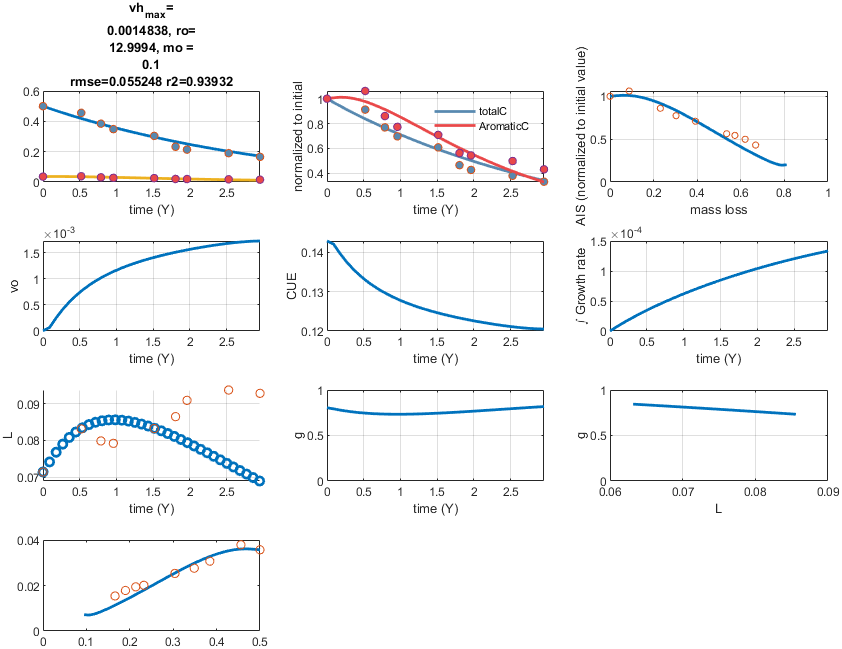 vh_max=
0.0014838, ro=
12.9994, mo =
0.1
rmse=0.055248 r2=0.93932
0.6
0.4
0.2
0
0 0.5 1 1.5 2 2.5
time (Y)
normalized to initial
1
0.8
0.6
0.4
totalC
AromaticC
0 0.5 1 1.5 2 2.5
time (Y)
AIS (normalized to initial value)
1
0.5
0
0 0.2 0.4 0.6 0.8 1
mass loss
×10⁻³
vo
1.5
1
0.5
0
0 0.5 1 1.5 2 2.5
time (Y)
CUE
0.14
0.13
0.12
0 0.5 1 1.5 2 2.5
time (Y)
×10⁻⁴
∫ Growth rate
1.5
1
0.5
0
0 0.5 1 1.5 2 2.5
time (Y)
L
0.09
0.08
0.07
0 0.5 1 1.5 2 2.5
time (Y)
g
1
0.5
0
0 0.5 1 1.5 2 2.5
time (Y)
g
1
0.5
0
0.06 0.07 0.08 0.09
L
0.04
0.02
0
0 0.1 0.2 0.3 0.4 0.5